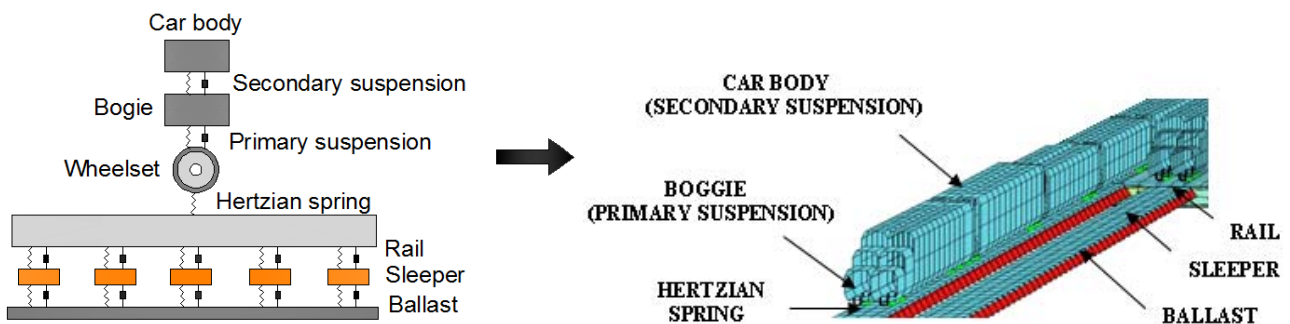 Car body
Secondary suspension
Bogie
Primary suspension
Wheelset
Hertzian spring
Rail
Sleeper
Ballast
CAR BODY
(SECONDARY SUSPENSION)
BOGGIE
(PRIMARY SUSPENSION)
HERTZIAN
SPRING
RAIL
SLEEPER
BALLAST